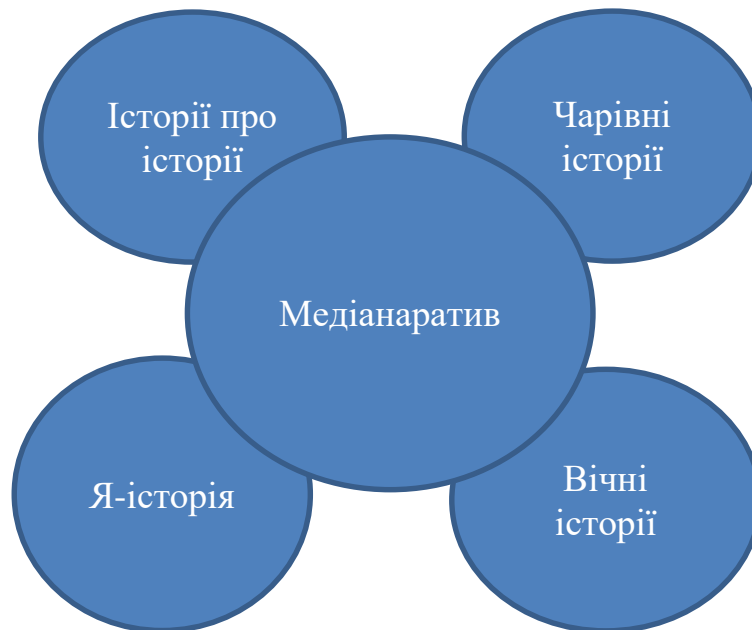 Історії про
історії
Чарівні
історії
Медіанаратив
Я-історія
Вічні
історії